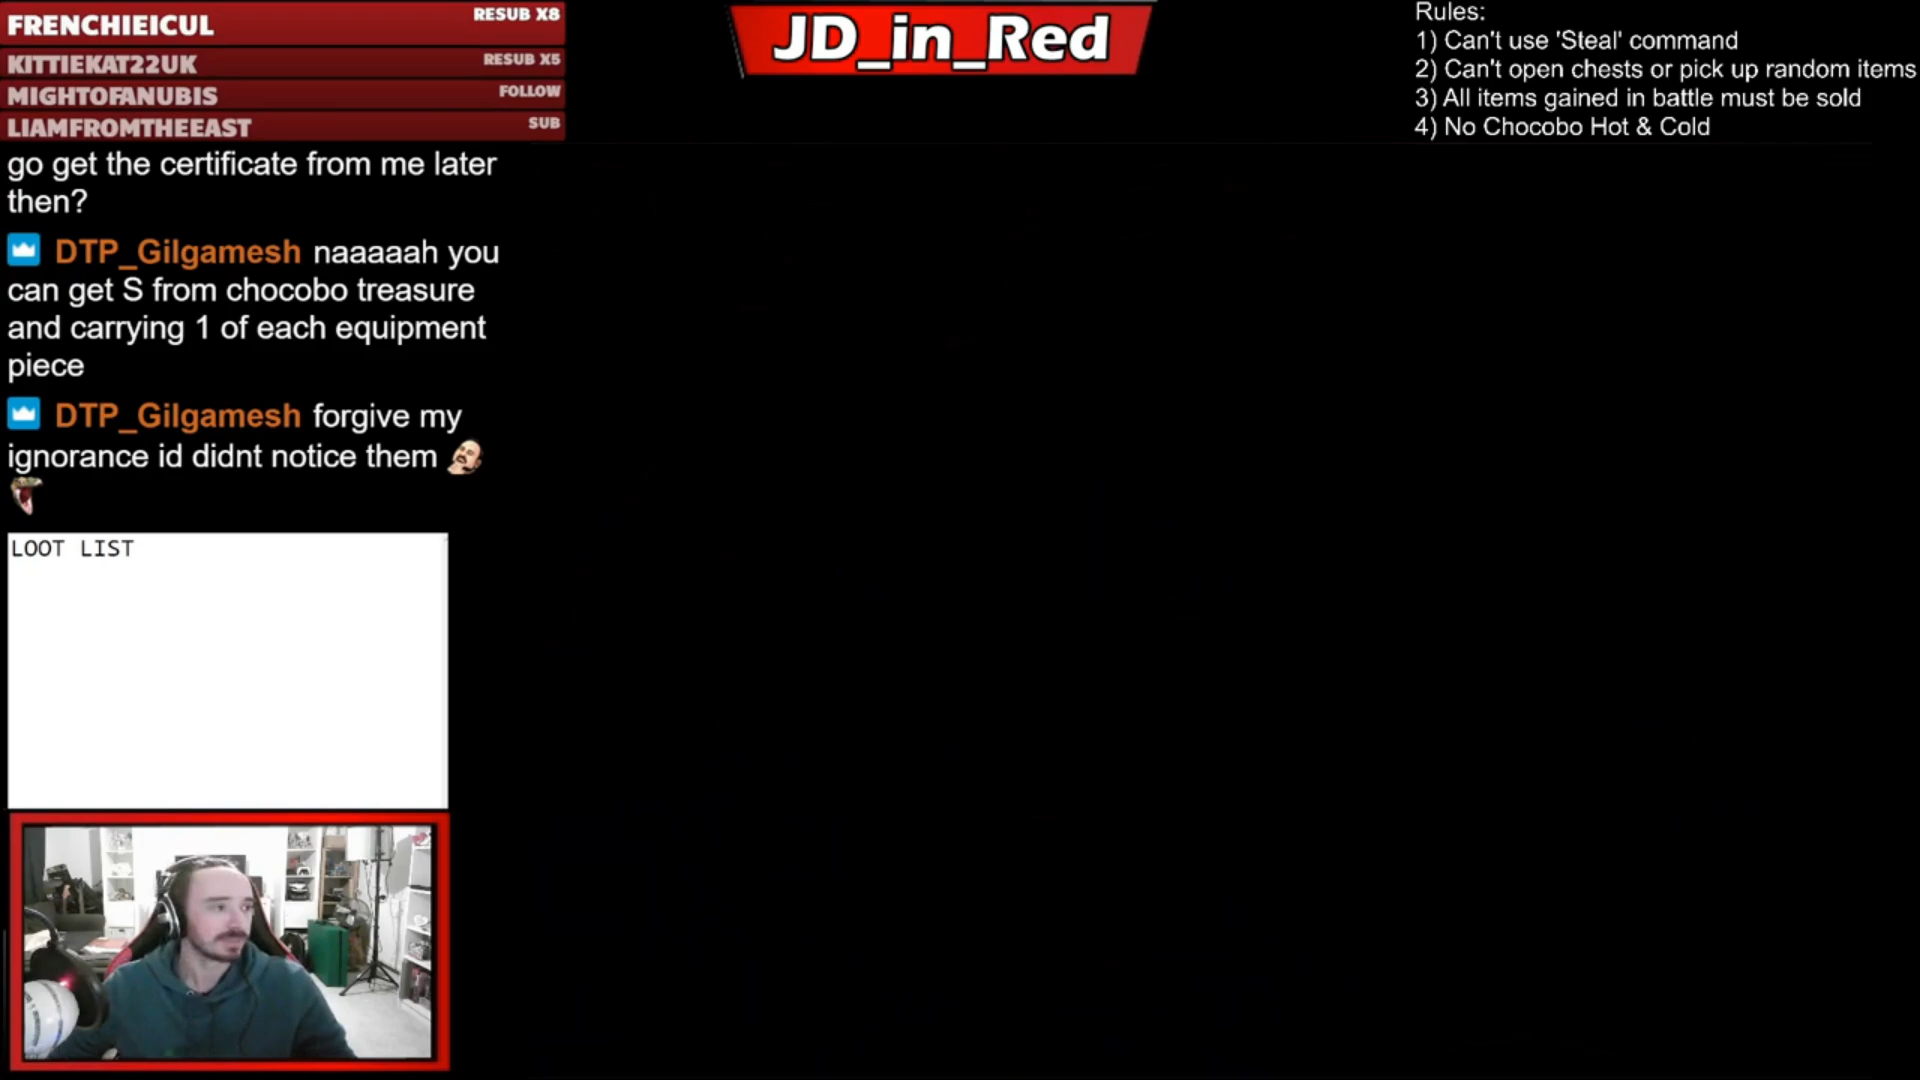 FRENCHIEICUL RESUB X8
KITTIEKAT22UK RESUB X5
MIGHTOFANUBIS FOLLOW
LIAMFROMTHEEAST SUB
go get the certificate from me later
then?
DTP_Gilgamesh naaaaah you
can get S from chocobo treasure
and carrying 1 of each equipment
piece
DTP_Gilgamesh forgive my
ignorance id didnt notice them
LOOT LIST
JD_in_Red
Rules:
1) Can't use 'Steal' command
2) Can't open chests or pick up random items
3) All items gained in battle must be sold
4) No Chocobo Hot & Cold